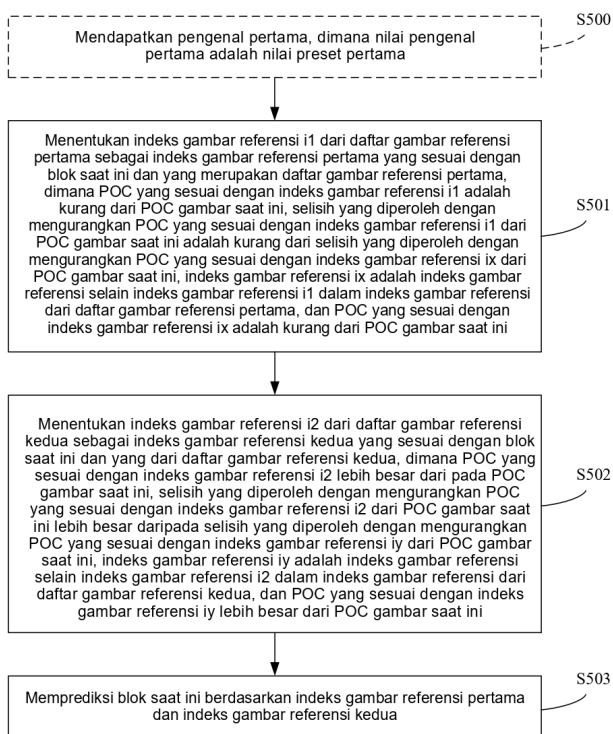 S500
Mendapatkan pengenal pertama, dimana nilai pengenal
pertama adalah nilai preset pertama
Menentukan indeks gambar referensi i1 dari daftar gambar referensi
pertama sebagai indeks gambar referensi pertama yang sesuai dengan
blok saat ini dan yang merupakan daftar gambar referensi pertama,
dimana POC yang sesuai dengan indeks gambar referensi i1 adalah
kurang dari POC gambar saat ini, selisih yang diperoleh dengan
mengurangkan POC yang sesuai dengan indeks gambar referensi i1 dari
POC gambar saat ini adalah kurang dari selisih yang diperoleh dengan
mengurangkan POC yang sesuai dengan indeks gambar referensi ix dari
POC gambar saat ini, indeks gambar referensi ix adalah indeks gambar
referensi selain indeks gambar referensi i1 dalam indeks gambar referensi
dari daftar gambar referensi pertama, dan POC yang sesuai dengan
indeks gambar referensi ix adalah kurang dari POC gambar saat ini
S501
Menentukan indeks gambar referensi i2 dari daftar gambar referensi
kedua sebagai indeks gambar referensi kedua yang sesuai dengan blok
saat ini dan yang dari daftar gambar referensi kedua, dimana POC yang
sesuai dengan indeks gambar referensi i2 lebih besar dari pada POC
gambar saat ini, selisih yang diperoleh dengan mengurangkan POC
yang sesuai dengan indeks gambar referensi i2 dari POC gambar saat
ini lebih besar daripada selisih yang diperoleh dengan mengurangkan
POC yang sesuai dengan indeks gambar referensi iy dari POC gambar
saat ini, indeks gambar referensi iy adalah indeks gambar referensi
selain indeks gambar referensi i2 dalam indeks gambar referensi dari
daftar gambar referensi kedua, dan POC yang sesuai dengan indeks
gambar referensi iy lebih besar dari POC gambar saat ini
S502
S503
Memprediksi blok saat ini berdasarkan indeks gambar referensi pertama
dan indeks gambar referensi kedua